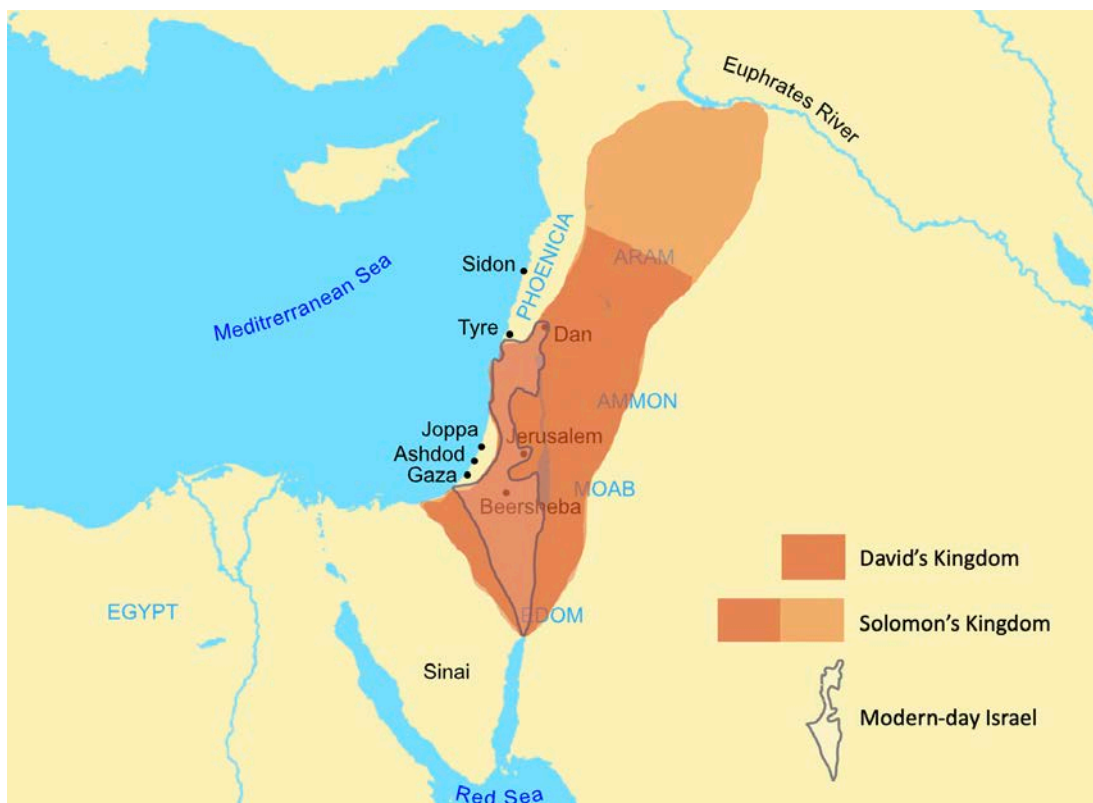 Euphrates River
Meditrerranean Sea
PHOENICIA
ARAM
Sidon
Tyre
Dan
AMMON
Joppa
Jerusalem
Ashdod
Gaza
MOAB
Beersheba
David's Kingdom
EGYPT
EDOM
Solomon's Kingdom
Sinai
Modern-day Israel
Red Sea